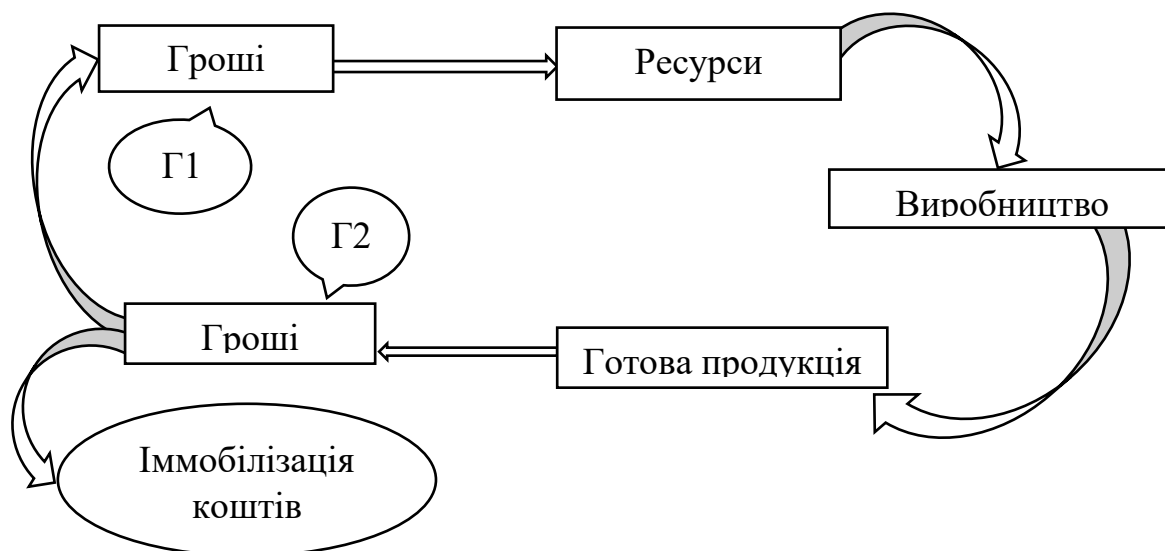 Гроші
Ресурси
Г1
Виробництво
Г2
Гроші
Готова продукція
Іммобілізація
коштів